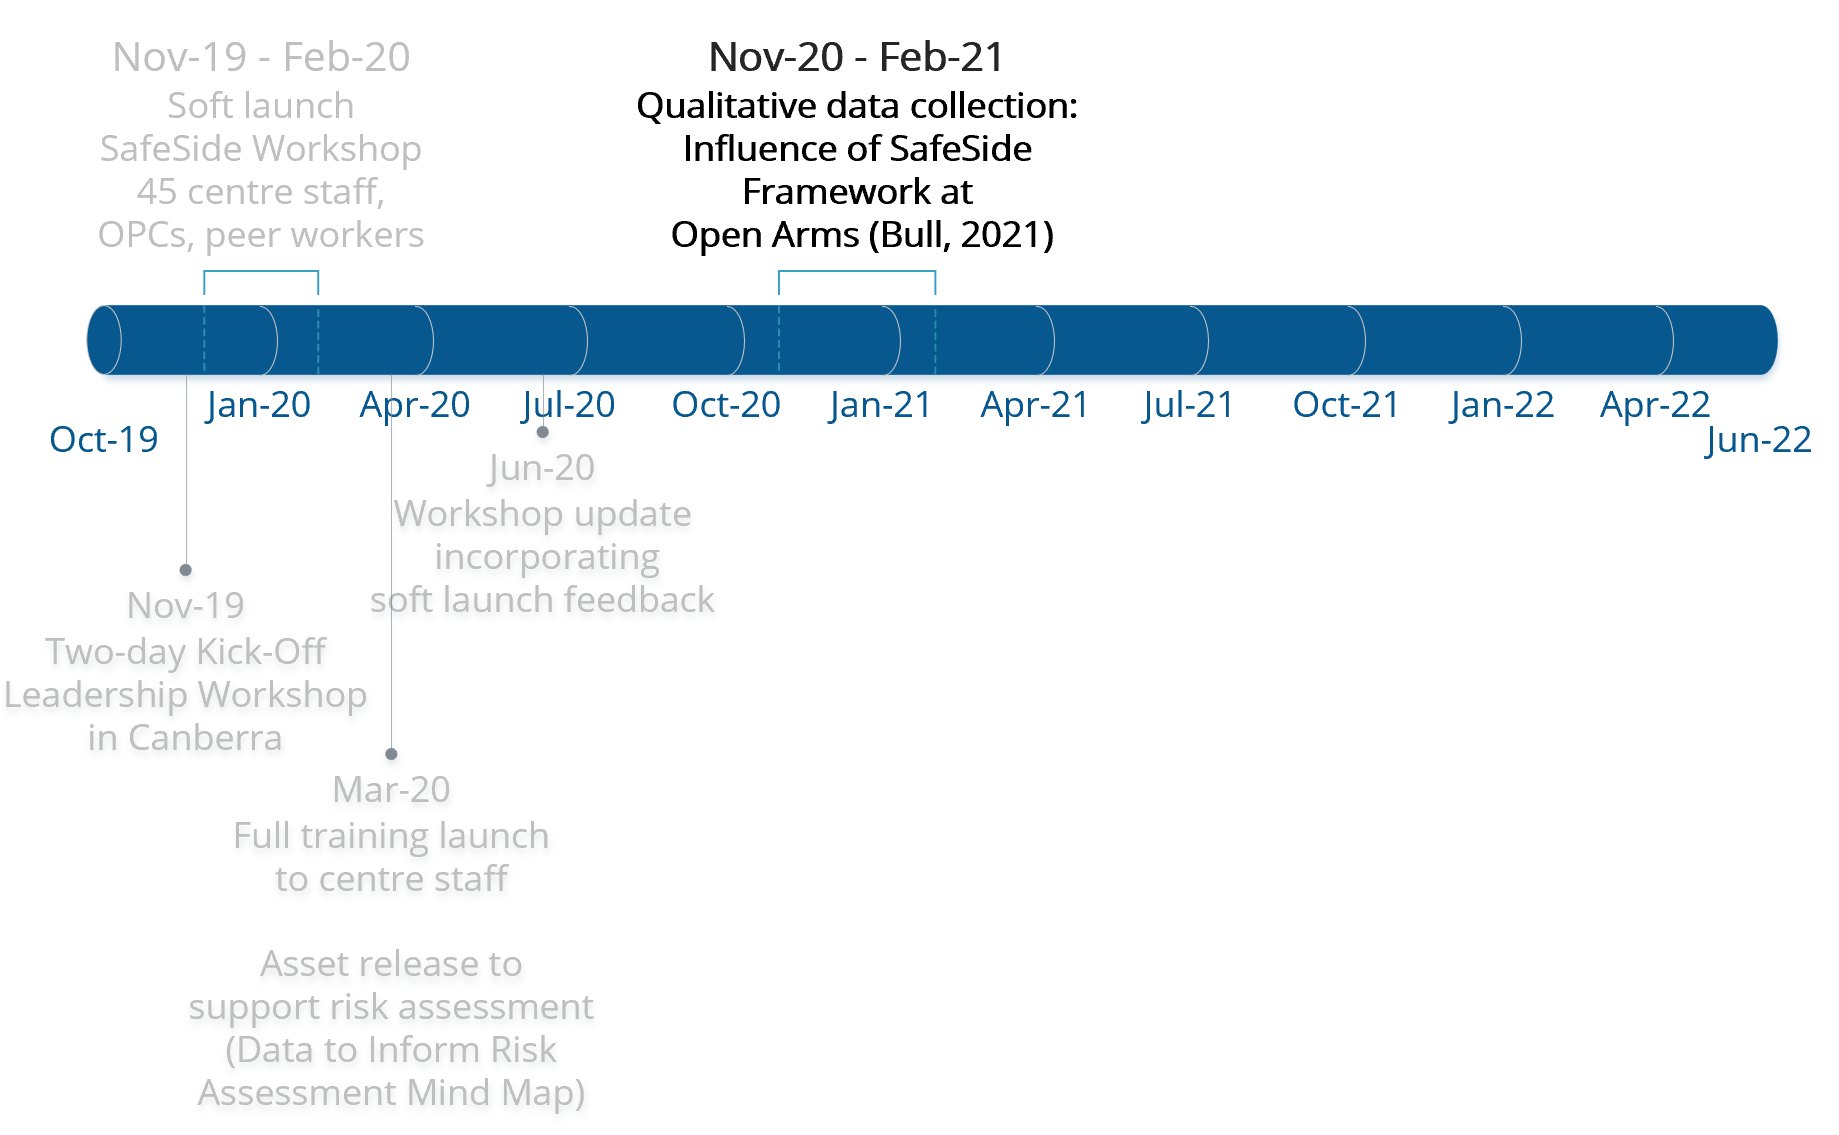 Nov-19 - Feb-20
Soft launch
SafeSide Workshop
45 centre staff,
OPCs, peer workers
Nov-20 - Feb-21
Qualitative data collection:
Influence of SafeSide
Framework at
Open Arms (Bull, 2021)
Oct-19
Jan-20
Apr-20
Jul-20
Oct-20
Jan-21
Apr-21
Jul-21
Oct-21
Jan-22
Apr-22
Jun-22
Nov-19
Two-day Kick-Off
Leadership Workshop
in Canberra
Mar-20
Full training launch
to centre staff
Asset release to
support risk assessment
(Data to Inform Risk
Assessment Mind Map)
Jun-20
Workshop update
incorporating
soft launch feedback